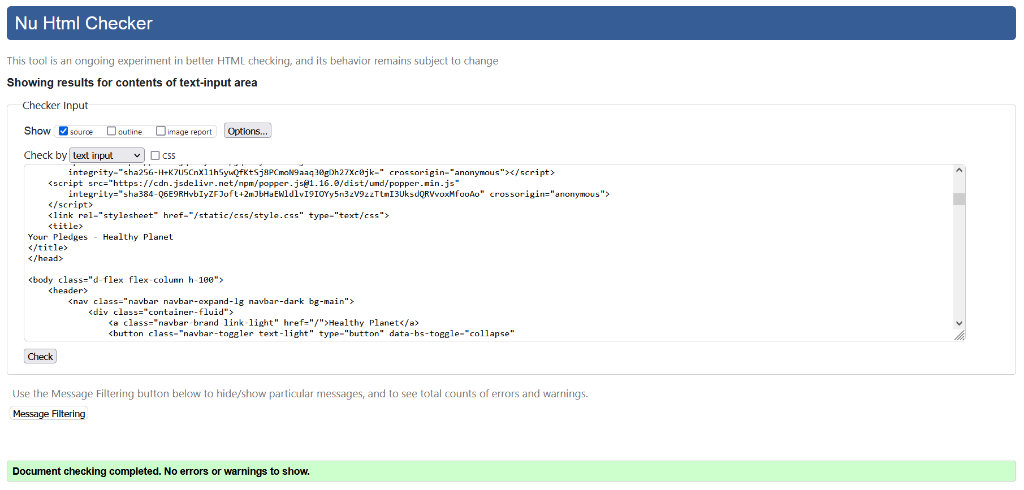 Nu Html Checker
This tool is an ongoing experiment in better HTML checking, and its behavior remains subject to change
Showing results for contents of text-input area
Checker Input
Show source outline image report Options...
Check by text input css
crossorigin="anonymous"></script>
<script src="https://cdn.jsdelivr.net/npm/popper.js@1.16.0/dist/umd/popper.min.js"
crossorigin="anonymous">
</script>
<link rel="stylesheet" href="/static/css/style.css" type="text/css">
<title>
Your Pledges - Healthy Planet
</title>
</head>
<body class="d-flex flex-column h-100">
<header>
<nav class="navbar navbar-expand-lg navbar-dark bg-main">
<div class="container-fluid">
<a class="navbar-brand link-light" href="/">Healthy Planet</a>
<button class="navbar-toggler text-light" type="button" data-bs-toggle="collapse"
Check
Use the Message Filtering button below to hide/show particular messages, and to see total counts of errors and warnings.
Message Filtering
Document checking completed. No errors or warnings to show.